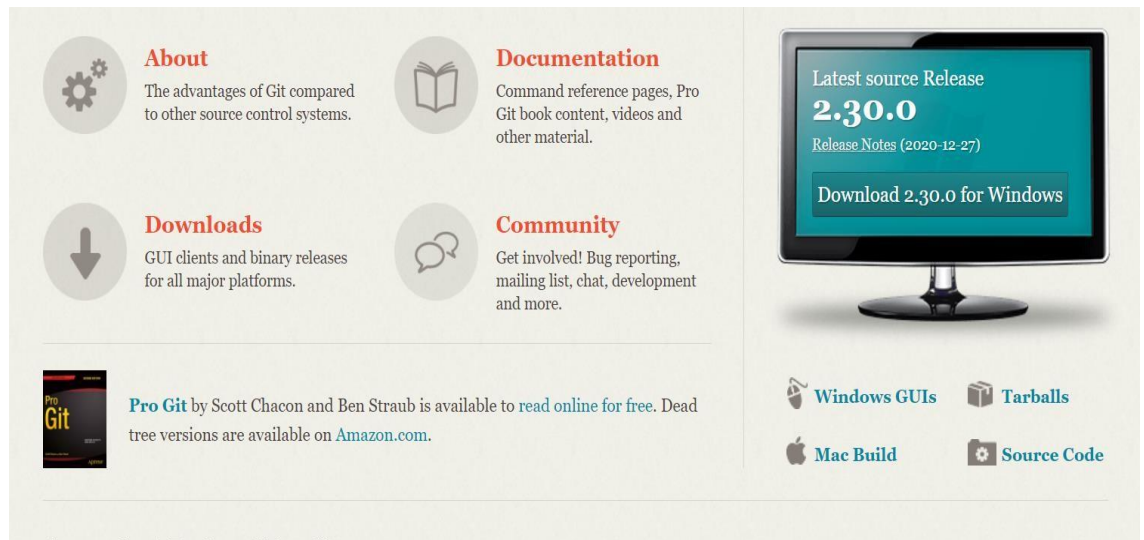 About
The advantages of Git compared
to other source control systems.
Documentation
Command reference pages, Pro
Git book content, videos and
other material.
Downloads
GUI clients and binary releases
for all major platforms.
Community
Get involved! Bug reporting,
mailing list, chat, development
and more.
Pro
Git
Pro Git by Scott Chacon and Ben Straub is available to read online for free. Dead
tree versions are available on Amazon.com.
Latest source Release
2.30.0
Release Notes (2020-12-27)
Download 2.30.0 for Windows
Windows GUIs
Tarballs
Mac Build
Source Code